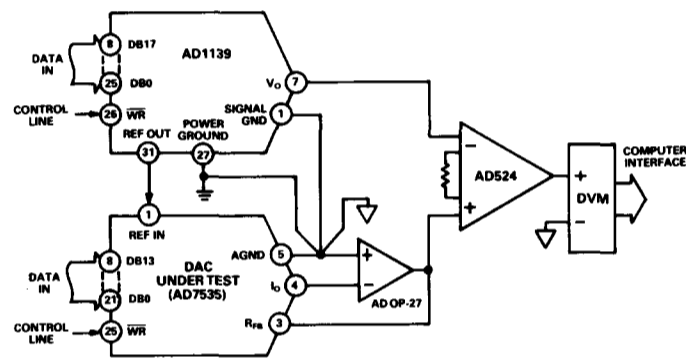 8
DB17
DATA
IN
25
DB0
AD1139
CONTROL
LINE
26
WR
REF OUT
31
POWER
GROUND
27
SIGNAL
GND
1
VO
7
1
REF IN
8
DB13
DATA
IN
21
DB0
DAC
UNDER TEST
(AD7535)
CONTROL
LINE
25
WR
AGND
5
IO
4
RFB
3
+
–
AD OP-27
–
+
AD524
+
–
DVM
COMPUTER
INTERFACE